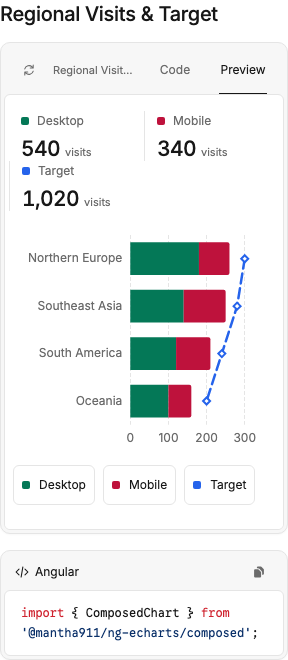 Regional Visits & Target
Regional Visit... Code Preview
Desktop Mobile
540 visits 340 visits
Target
1,020 visits
Northern Europe
Southeast Asia
South America
Oceania
0 100 200 300
Desktop Mobile Target
</> Angular
import { ComposedChart } from
'@mantha911/ng-echarts/composed';